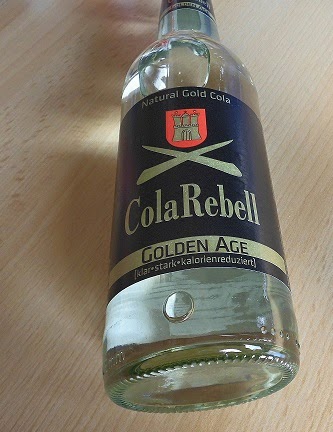 Natural Gold Cola
ColaRebell
GOLDEN AGE
[klar•stark•kalorienreduziert]